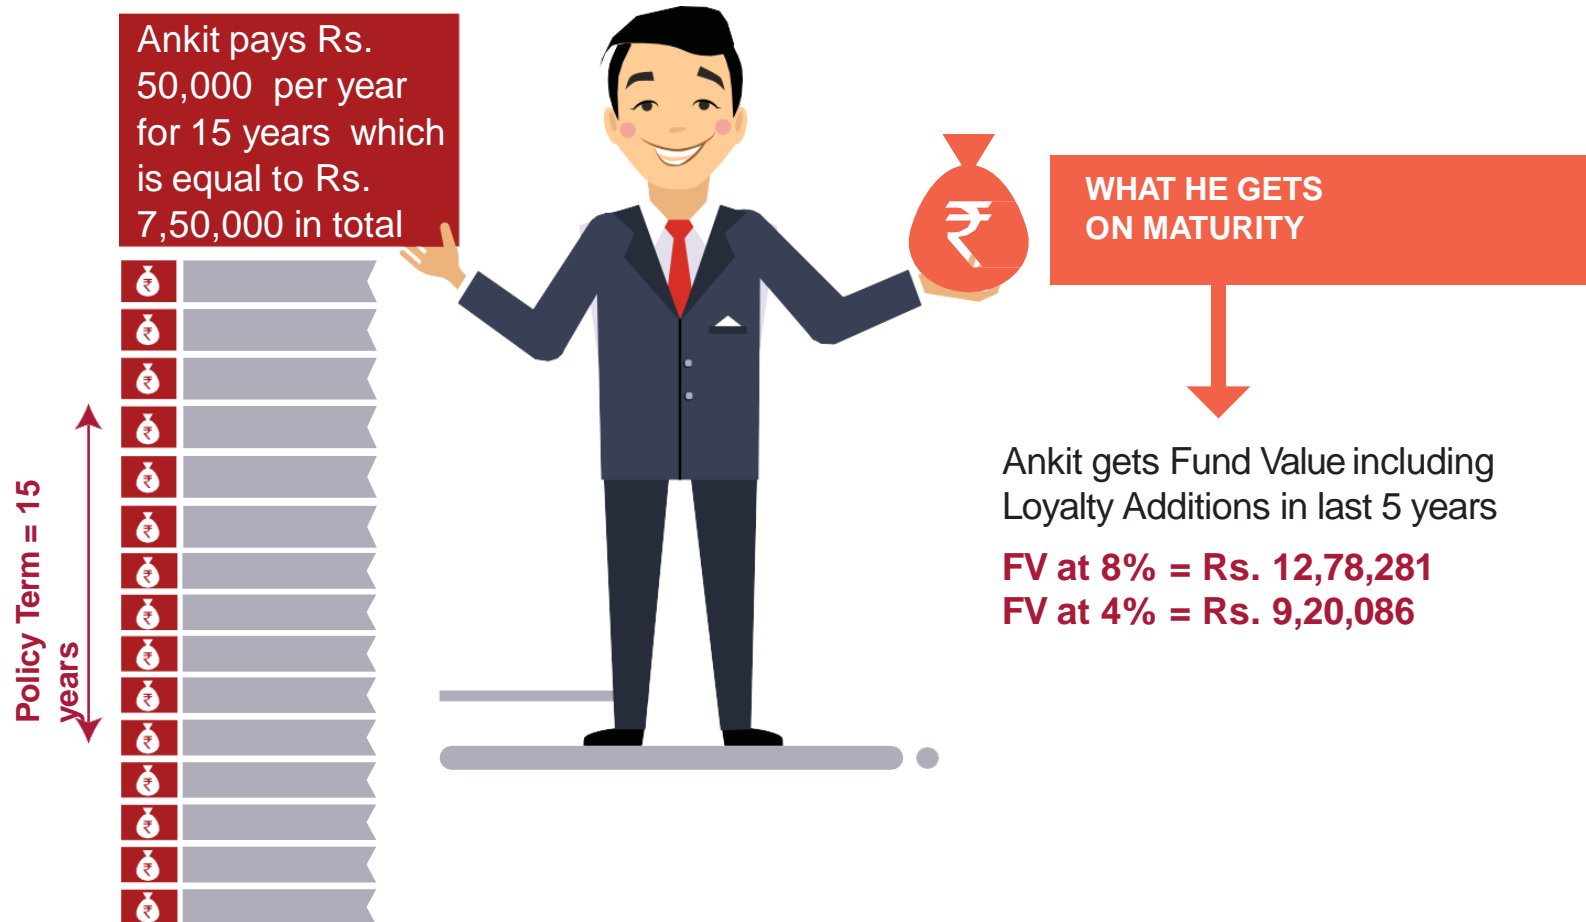 Ankit pays Rs.
50,000 per year
for 15 years which
is equal to Rs.
7,50,000 in total
WHAT HE GETS
ON MATURITY
Policy Term = 15
years
Ankit gets Fund Value including
Loyalty Additions in last 5 years
FV at 8% = Rs. 12,78,281
FV at 4% = Rs. 9,20,086